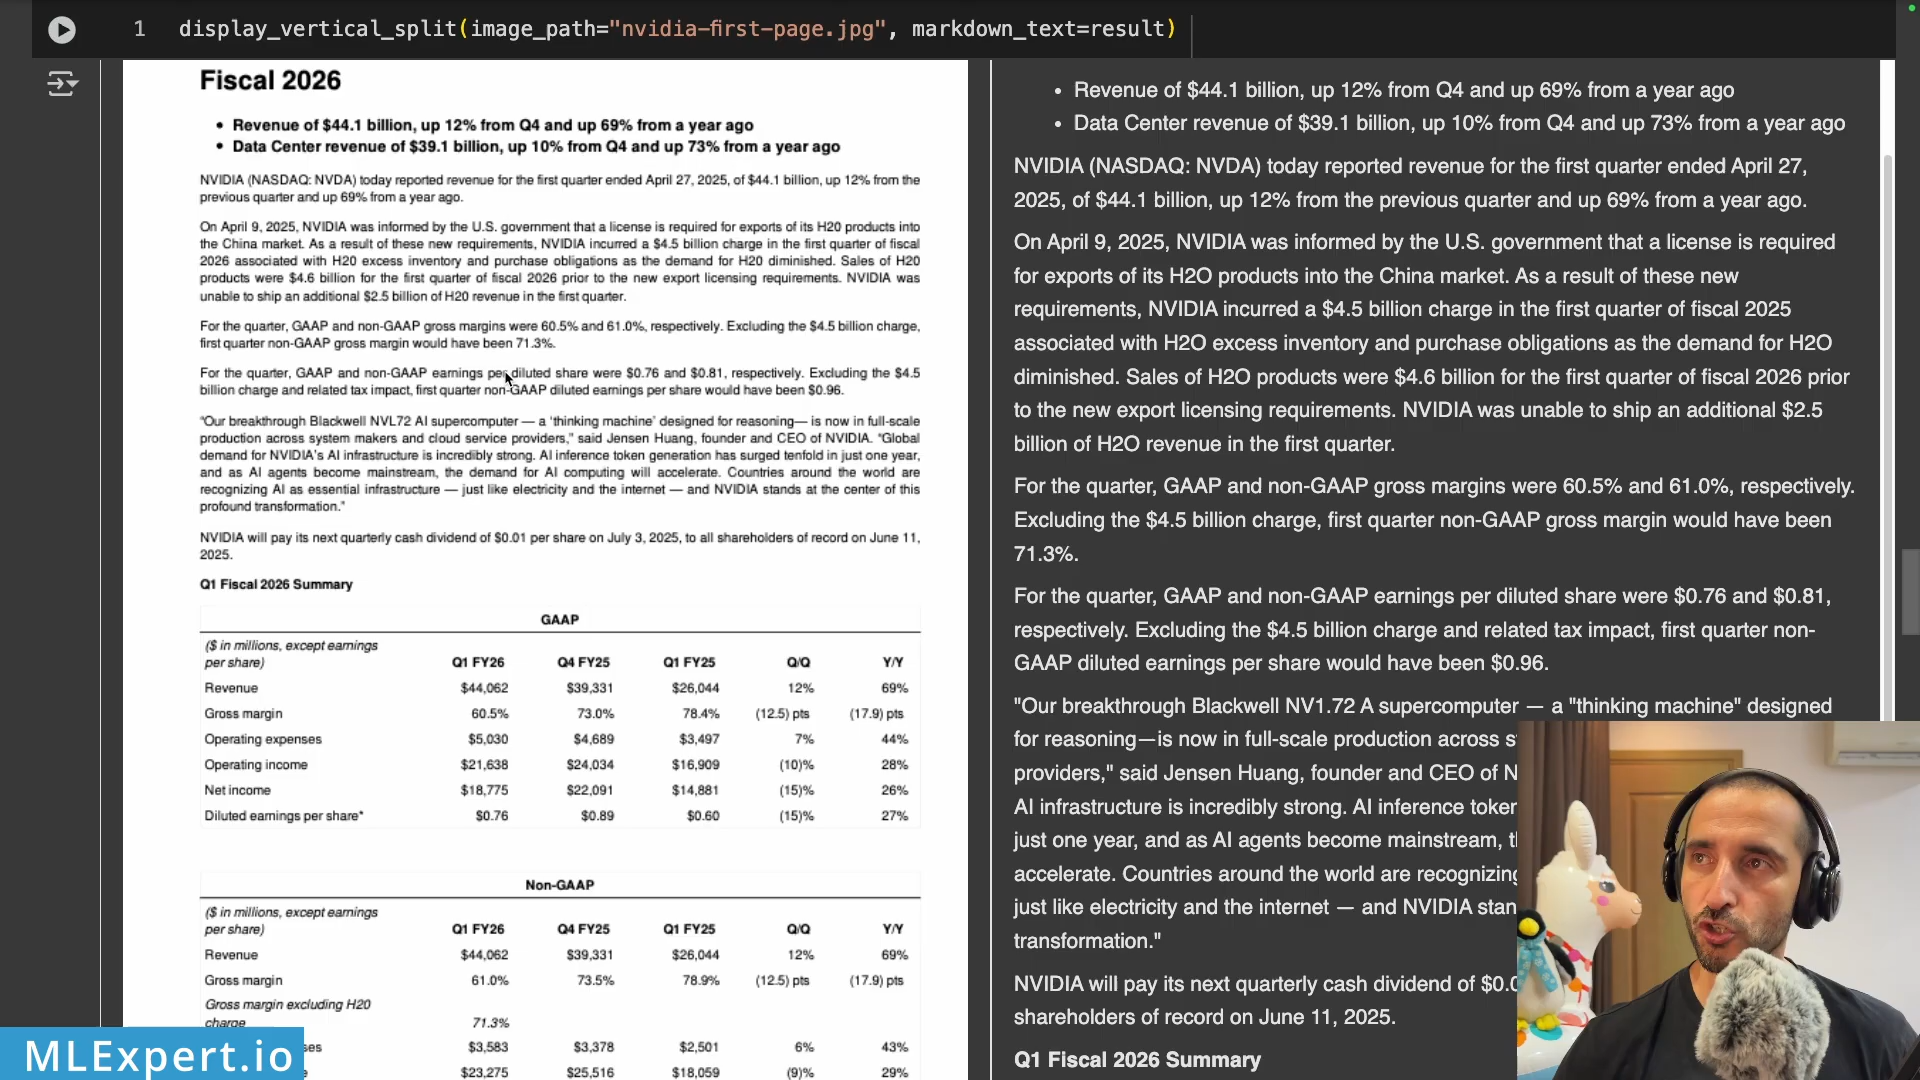 1 display_vertical_split(image_path="nvidia-first-page.jpg", markdown_text=result)
Fiscal 2026
• Revenue of $44.1 billion, up 12% from Q4 and up 69% from a year ago
• Data Center revenue of $39.1 billion, up 10% from Q4 and up 73% from a year ago
NVIDIA (NASDAQ: NVDA) today reported revenue for the first quarter ended April 27, 2025, of $44.1 billion, up 12% from the
previous quarter and up 69% from a year ago.
On April 9, 2025, NVIDIA was informed by the U.S. government that a license is required for exports of its H20 products into
the China market. As a result of these new requirements, NVIDIA incurred a $4.5 billion charge in the first quarter of fiscal
2026 associated with H20 excess inventory and purchase obligations as the demand for H20 diminished. Sales of H20
products were $4.6 billion for the first quarter of fiscal 2026 prior to the new export licensing requirements. NVIDIA was
unable to ship an additional $2.5 billion of H20 revenue in the first quarter.
For the quarter, GAAP and non-GAAP gross margins were 60.5% and 61.0%, respectively. Excluding the $4.5 billion charge,
first quarter non-GAAP gross margin would have been 71.3%.
For the quarter, GAAP and non-GAAP earnings per diluted share were $0.76 and $0.81, respectively. Excluding the $4.5
billion charge and related tax impact, first quarter non-GAAP diluted earnings per share would have been $0.96.
“Our breakthrough Blackwell NVL72 AI supercomputer — a ‘thinking machine’ designed for reasoning— is now in full-scale
production across system makers and cloud service providers,” said Jensen Huang, founder and CEO of NVIDIA. “Global
demand for NVIDIA’s AI infrastructure is incredibly strong. AI inference token generation has surged tenfold in just one year,
and as AI agents become mainstream, the demand for AI computing will accelerate. Countries around the world are
recognizing AI as essential infrastructure — just like electricity and the internet — and NVIDIA stands at the center of this
profound transformation.”
NVIDIA will pay its next quarterly cash dividend of $0.01 per share on July 3, 2025, to all shareholders of record on June 11,
2025.
Q1 Fiscal 2026 Summary
GAAP
($ in millions, except earnings
per share) Q1 FY26 Q4 FY25 Q1 FY25 Q/Q Y/Y
Revenue $44,062 $39,331 $26,044 12% 69%
Gross margin 60.5% 73.0% 78.4% (12.5) pts (17.9) pts
Operating expenses $5,030 $4,689 $3,497 7% 44%
Operating income $21,638 $24,034 $16,909 (10)% 28%
Net income $18,775 $22,091 $14,881 (15)% 26%
Diluted earnings per share* $0.76 $0.89 $0.60 (15)% 27%
Non-GAAP
($ in millions, except earnings
per share) Q1 FY26 Q4 FY25 Q1 FY25 Q/Q Y/Y
Revenue $44,062 $39,331 $26,044 12% 69%
Gross margin 61.0% 73.5% 78.9% (12.5) pts (17.9) pts
Gross margin excluding H20
charge 71.3%
ses $3,583 $3,378 $2,501 6% 43%
e $23,275 $25,516 $18,059 (9)% 29%
• Revenue of $44.1 billion, up 12% from Q4 and up 69% from a year ago
• Data Center revenue of $39.1 billion, up 10% from Q4 and up 73% from a year ago
NVIDIA (NASDAQ: NVDA) today reported revenue for the first quarter ended April 27,
2025, of $44.1 billion, up 12% from the previous quarter and up 69% from a year ago.
On April 9, 2025, NVIDIA was informed by the U.S. government that a license is required
for exports of its H2O products into the China market. As a result of these new
requirements, NVIDIA incurred a $4.5 billion charge in the first quarter of fiscal 2025
associated with H2O excess inventory and purchase obligations as the demand for H2O
diminished. Sales of H2O products were $4.6 billion for the first quarter of fiscal 2026 prior
to the new export licensing requirements. NVIDIA was unable to ship an additional $2.5
billion of H2O revenue in the first quarter.
For the quarter, GAAP and non-GAAP gross margins were 60.5% and 61.0%, respectively.
Excluding the $4.5 billion charge, first quarter non-GAAP gross margin would have been
71.3%.
For the quarter, GAAP and non-GAAP earnings per diluted share were $0.76 and $0.81,
respectively. Excluding the $4.5 billion charge and related tax impact, first quarter non-
GAAP diluted earnings per share would have been $0.96.
"Our breakthrough Blackwell NV1.72 A supercomputer — a "thinking machine" designed
for reasoning—is now in full-scale production across s
providers," said Jensen Huang, founder and CEO of N
AI infrastructure is incredibly strong. AI inference toker
just one year, and as AI agents become mainstream, t
accelerate. Countries around the world are recognizing
just like electricity and the internet — and NVIDIA stan
transformation."
NVIDIA will pay its next quarterly cash dividend of $0.0
shareholders of record on June 11, 2025.
Q1 Fiscal 2026 Summary
MLExpert.io